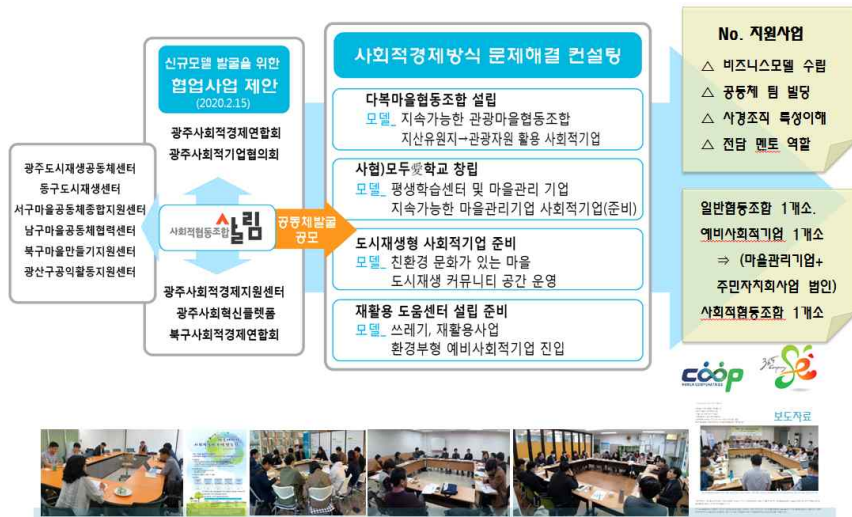 신규모델 발굴을 위한
협업사업 제안
(2020.2.15)
광주사회적경제연합회
광주사회적기업협의회
광주도시재생공동체센터
동구도시재생센터
서구마을공동체종합지원센터
남구마을공동체협력센터
북구마을만들기지원센터
광산구공익활동지원센터
사회적협동조합 살림
공동체발굴
공모
광주사회적경제지원센터
광주사회혁신플렛폼
북구사회적경제연합회
사회적경제방식 문제해결 컨설팅
다복마을협동조합 설립
모델_ 지속가능한 관광마을협동조합
지산유원지→관광자원 활용 사회적기업
사협)모두愛학교 창립
모델_ 평생학습센터 및 마을관리 기업
지속가능한 마을관리기업 사회적기업(준비)
도시재생형 사회적기업 준비
모델_ 친환경 문화가 있는 마을
도시재생 커뮤니티 공간 운영
재활용 도움센터 설립 준비
모델_ 쓰레기, 재활용사업
환경부형 예비사회적기업 진입
No. 지원사업
△ 비즈니스모델 수립
△ 공동체 팀 빌딩
△ 사경조직 특성이해
△ 전담 멘토 역할
일반협동조합 1개소.
예비사회적기업 1개소
⇒ (마을관리기업+
주민자치회사업 법인)
사회적협동조합 1개소
coop
보도자료